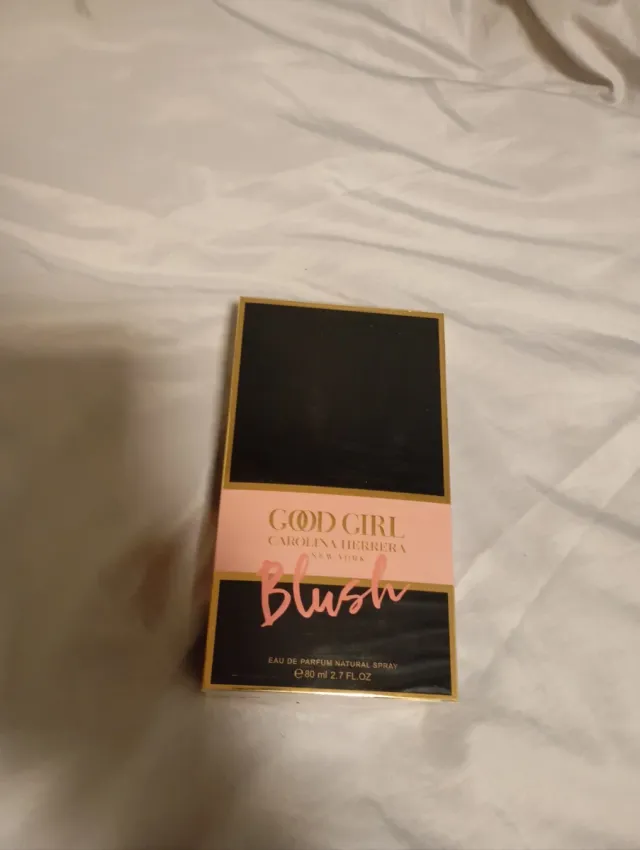 GOOD GIRL
CAROLINA HERRERA
NEW YORK
Blush
EAU DE PARFUM NATURAL SPRAY
℮80 ml 2.7 FL.OZ